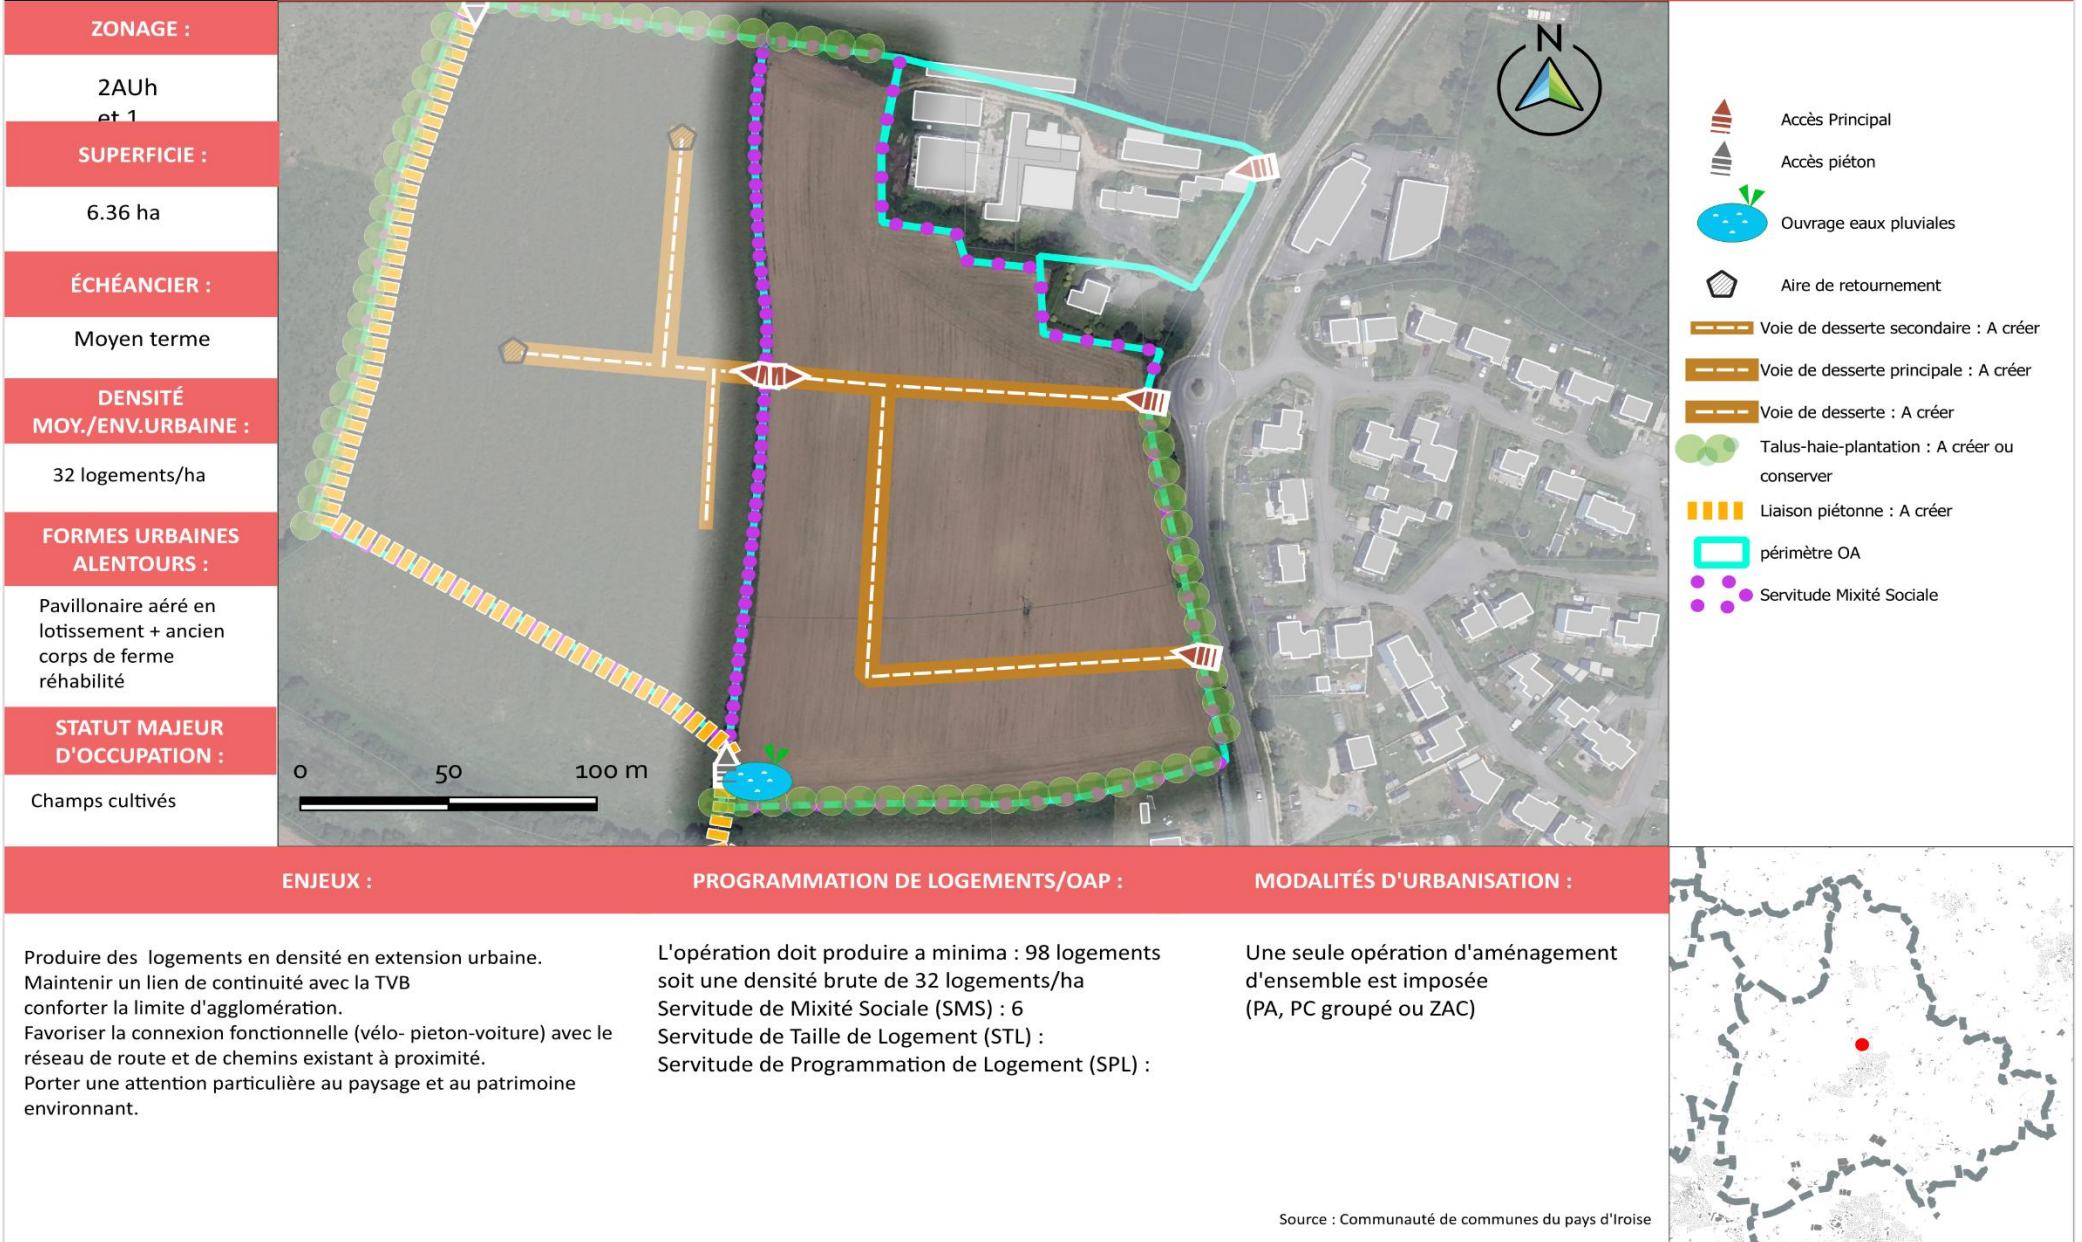 ZONAGE :
2AUh
et 1
SUPERFICIE :
6.36 ha
ÉCHÉANCIER :
Moyen terme
DENSITÉ
MOY./ENV.URBAINE :
32 logements/ha
FORMES URBAINES
ALENTOURS :
Pavillonaire aéré en
lotissement + ancien
corps de ferme
réhabilité
STATUT MAJEUR
D'OCCUPATION :
Champs cultivés
N
0 50 100 m
Accès Principal
Accès piéton
Ouvrage eaux pluviales
Aire de retournement
Voie de desserte secondaire : A créer
Voie de desserte principale : A créer
Voie de desserte : A créer
Talus-haie-plantation : A créer ou
conserver
Liaison piétonne : A créer
périmètre OA
Servitude Mixité Sociale
ENJEUX :
Produire des  logements en densité en extension urbaine.
Maintenir un lien de continuité avec la TVB
conforter la limite d'agglomération.
Favoriser la connexion fonctionnelle (vélo- pieton-voiture) avec le
réseau de route et de chemins existant à proximité.
Porter une attention particulière au paysage et au patrimoine
environnant.
PROGRAMMATION DE LOGEMENTS/OAP :
L'opération doit produire a minima : 98 logements
soit une densité brute de 32 logements/ha
Servitude de Mixité Sociale (SMS) : 6
Servitude de Taille de Logement (STL) :
Servitude de Programmation de Logement (SPL) :
MODALITÉS D'URBANISATION :
Une seule opération d'aménagement
d'ensemble est imposée
(PA, PC groupé ou ZAC)
Source : Communauté de communes du pays d'Iroise